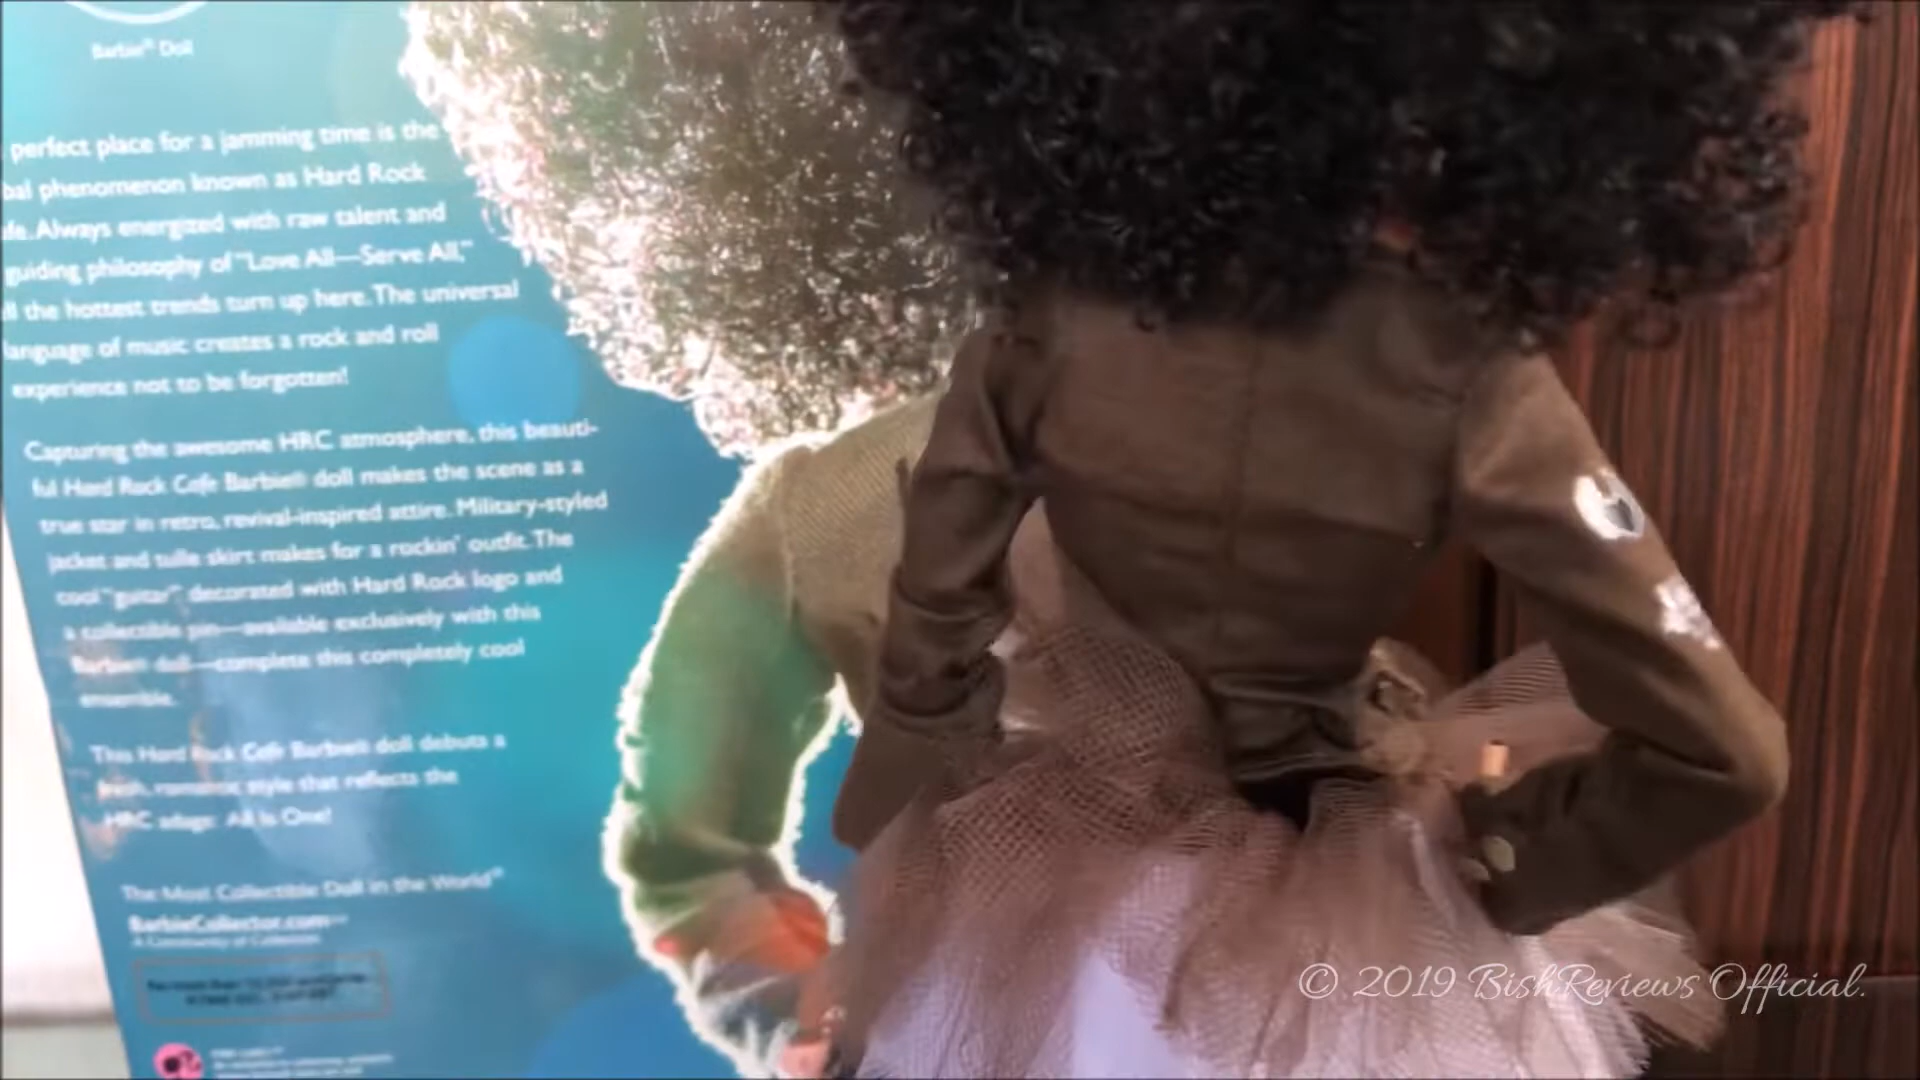 Barbie® Doll
perfect place for a jamming time is the
bal phenomenon known as Hard Rock
afe. Always energized with raw talent and
guiding philosophy of "Love All—Serve All,"
ll the hottest trends turn up here. The universal
language of music creates a rock and roll
experience not to be forgotten!
Capturing the awesome HRC atmosphere, this beauti-
ful Hard Rock Cafe Barbie® doll makes the scene as a
true star in retro, revival-inspired attire. Military-styled
jacket and tulle skirt makes for a rockin' outfit. The
cool "guitar" decorated with Hard Rock logo and
a collectible pin—available exclusively with this
Barbie® doll—complete this completely cool
ensemble.
This Hard Rock Cafe Barbie® doll debuts a
fresh, romantic style that reflects the
HRC adage: All Is One!
The Most Collectible Doll in the World®
BarbieCollector.com
A Community of Collectors
© 2019 BishReviews Official.